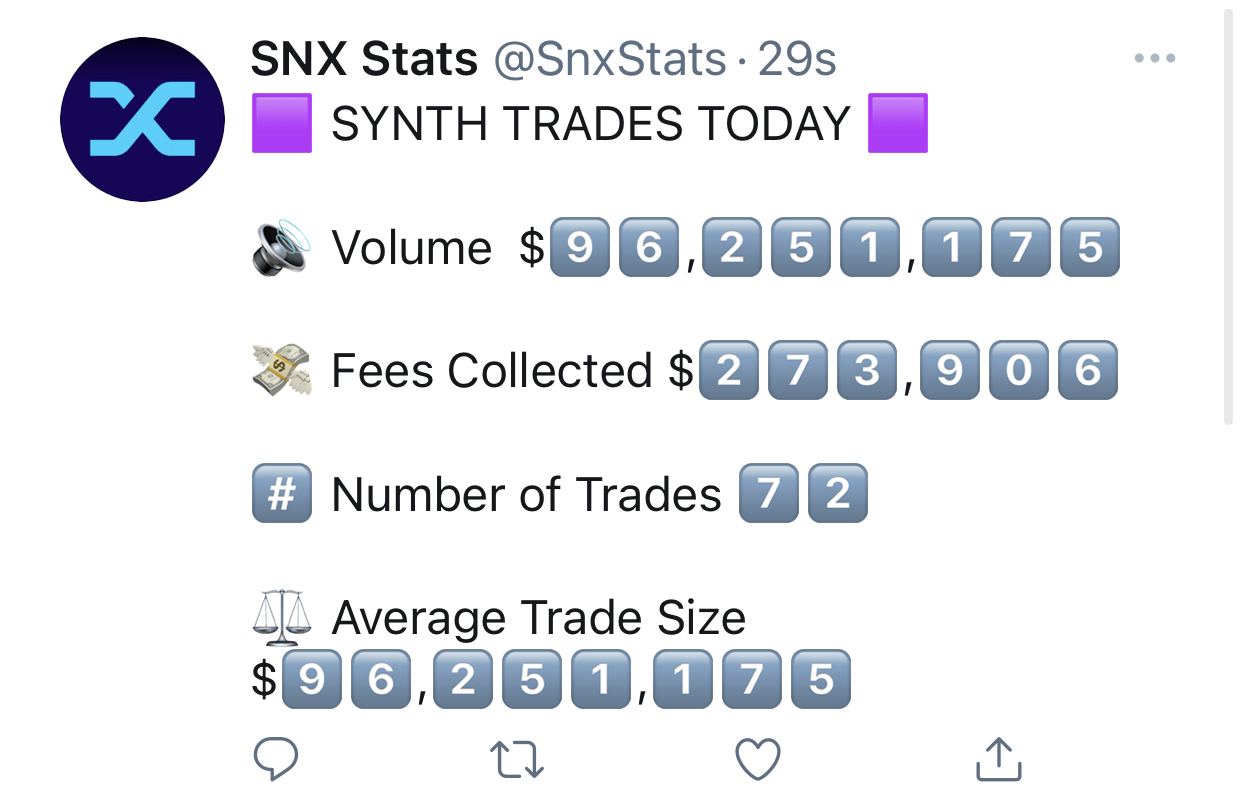 SNX Stats @SnxStats · 29s
🟪 SYNTH TRADES TODAY 🟪
🔊 Volume $9️⃣6️⃣,2️⃣5️⃣1️⃣,1️⃣7️⃣5️⃣
💸 Fees Collected $2️⃣7️⃣3️⃣,9️⃣0️⃣6️⃣
#️⃣ Number of Trades 7️⃣2️⃣
⚖️ Average Trade Size
$9️⃣6️⃣,2️⃣5️⃣1️⃣,1️⃣7️⃣5️⃣